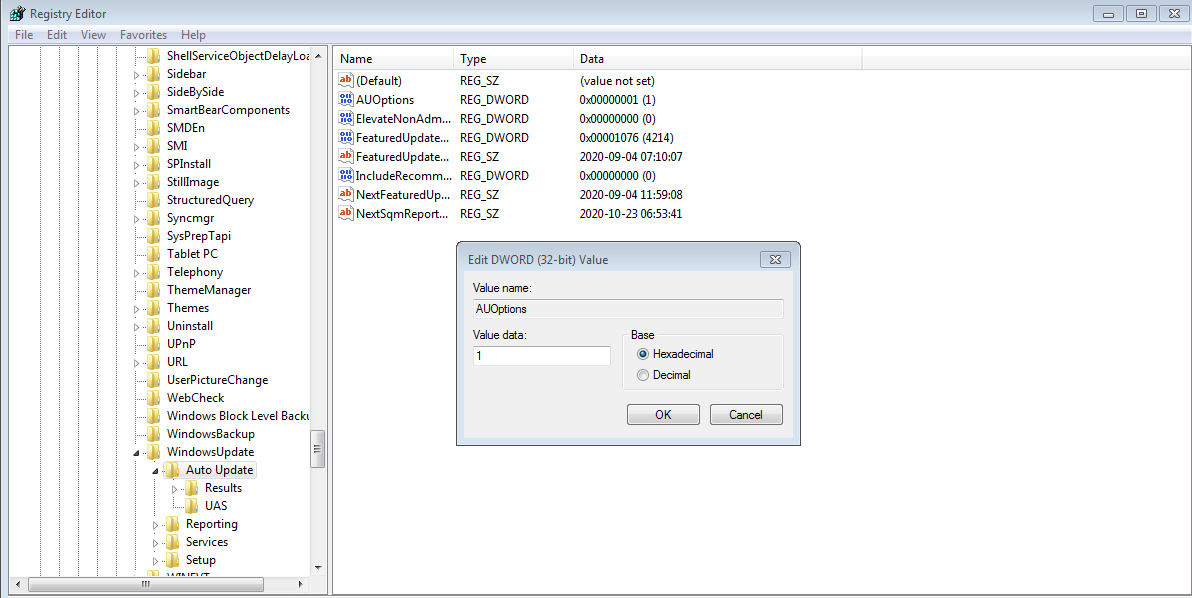 Registry Editor
File Edit View Favorites Help
ShellServiceObjectDelayLoa
Sidebar
SideBySide
SmartBearComponents
SMDEn
SMI
SPInstall
StillImage
StructuredQuery
Syncmgr
SysPrepTapi
Tablet PC
Telephony
ThemeManager
Themes
Uninstall
UPnP
URL
UserPictureChange
WebCheck
Windows Block Level Backu
WindowsBackup
WindowsUpdate
Auto Update
Results
UAS
Reporting
Services
Setup
WINEVT
Name Type Data
(Default) REG_SZ (value not set)
AUOptions REG_DWORD 0x00000001 (1)
ElevateNonAdm... REG_DWORD 0x00000000 (0)
FeaturedUpdate... REG_DWORD 0x00001076 (4214)
FeaturedUpdate... REG_SZ 2020-09-04 07:10:07
IncludeRecomm... REG_DWORD 0x00000000 (0)
NextFeaturedUp... REG_SZ 2020-09-04 11:59:08
NextSqmReport... REG_SZ 2020-10-23 06:53:41
Edit DWORD (32-bit) Value
Value name:
AUOptions
Value data:
1
Base
Hexadecimal
Decimal
OK Cancel